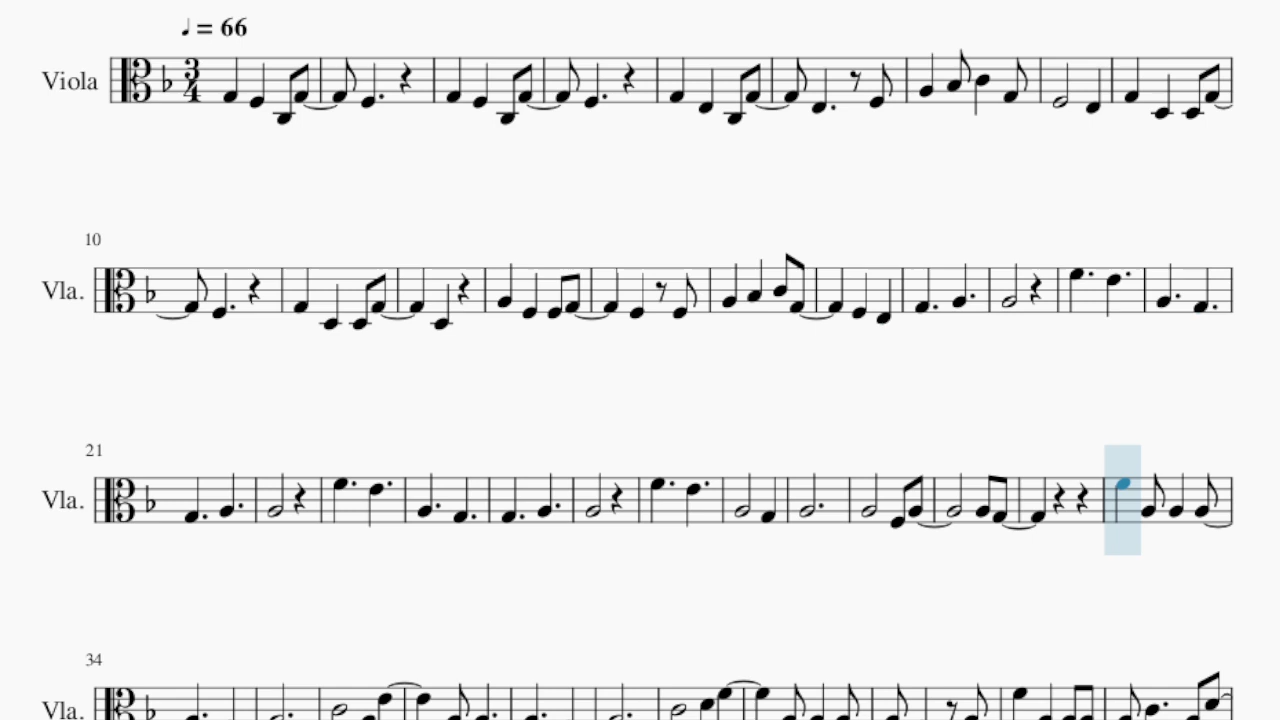 ♩ = 66
Viola
3
4
10
Vla.
21
Vla.
34
Vla.